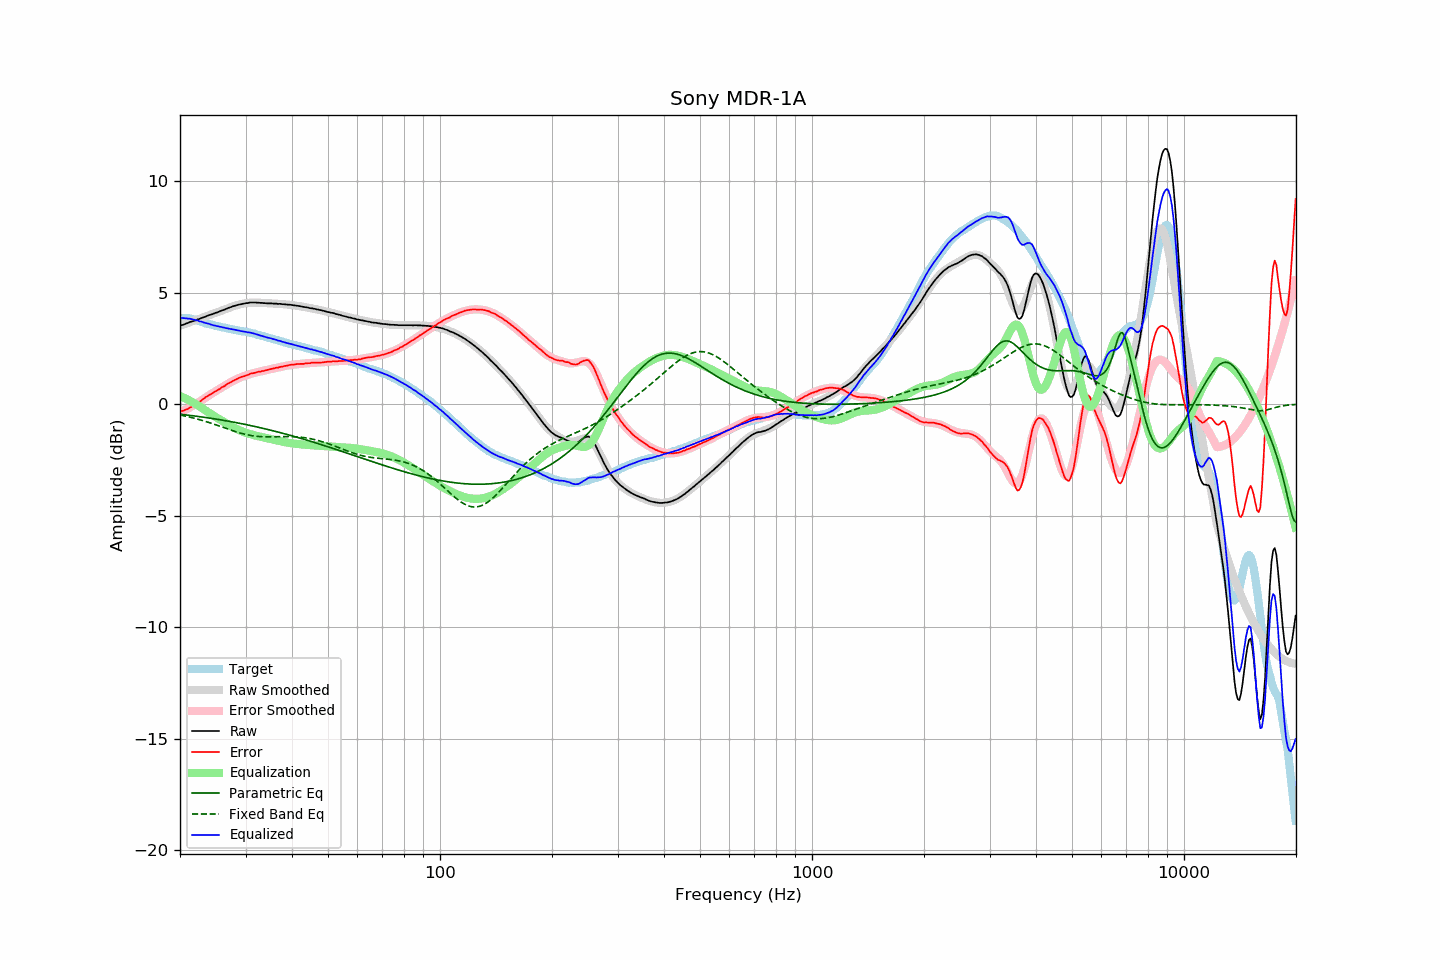 Sony MDR-1A
10
5
0
−5
−10
−15
−20
Amplitude (dBr)
Target
Raw Smoothed
Error Smoothed
Raw
Error
Equalization
Parametric Eq
Fixed Band Eq
Equalized
100
1000
10000
Frequency (Hz)